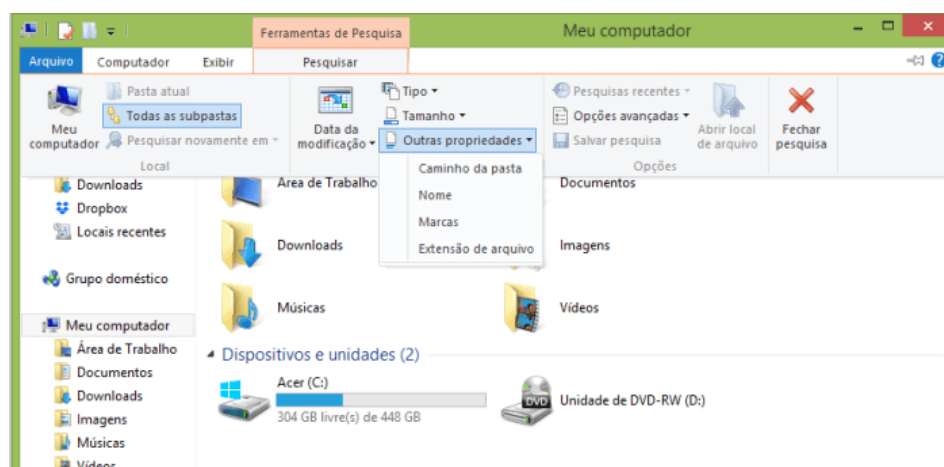 Ferramentas de Pesquisa
Meu computador
Arquivo Computador Exibir Pesquisar
Meu computador
Pasta atual
Todas as subpastas
Pesquisar novamente em
Local
Data da modificação
Tipo
Tamanho
Outras propriedades
Caminho da pasta
Nome
Marcas
Extensão de arquivo
Pesquisas recentes
Opções avançadas
Salvar pesquisa
Abrir local de arquivo
Opções
Fechar pesquisa
Downloads
Dropbox
Locais recentes
Grupo doméstico
Meu computador
Área de Trabalho
Documentos
Downloads
Imagens
Músicas
Vídeos
Área de Trabalho
Documentos
Downloads
Imagens
Músicas
Vídeos
Dispositivos e unidades (2)
Acer (C:)
304 GB livre(s) de 448 GB
DVD
Unidade de DVD-RW (D:)